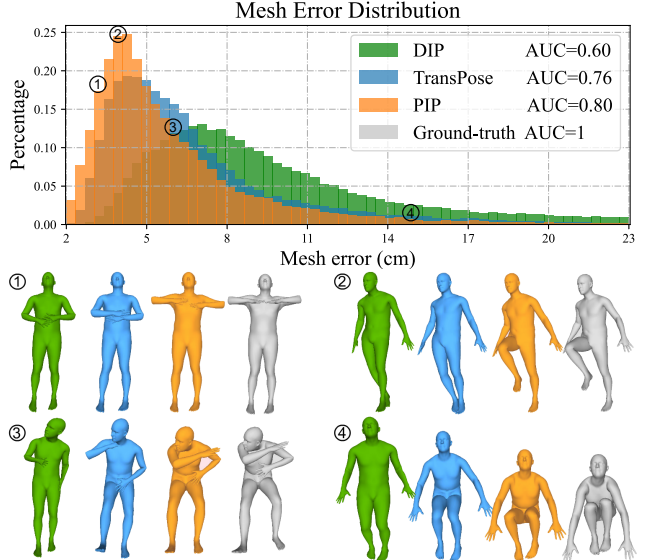 Mesh Error Distribution
Percentage
0.25
0.20
0.15
0.10
0.05
0.00
① ② ③ ④
DIP AUC=0.60
TransPose AUC=0.76
PIP AUC=0.80
Ground-truth AUC=1
2 5 8 11 14 17 20 23
Mesh error (cm)
① ②
③ ④